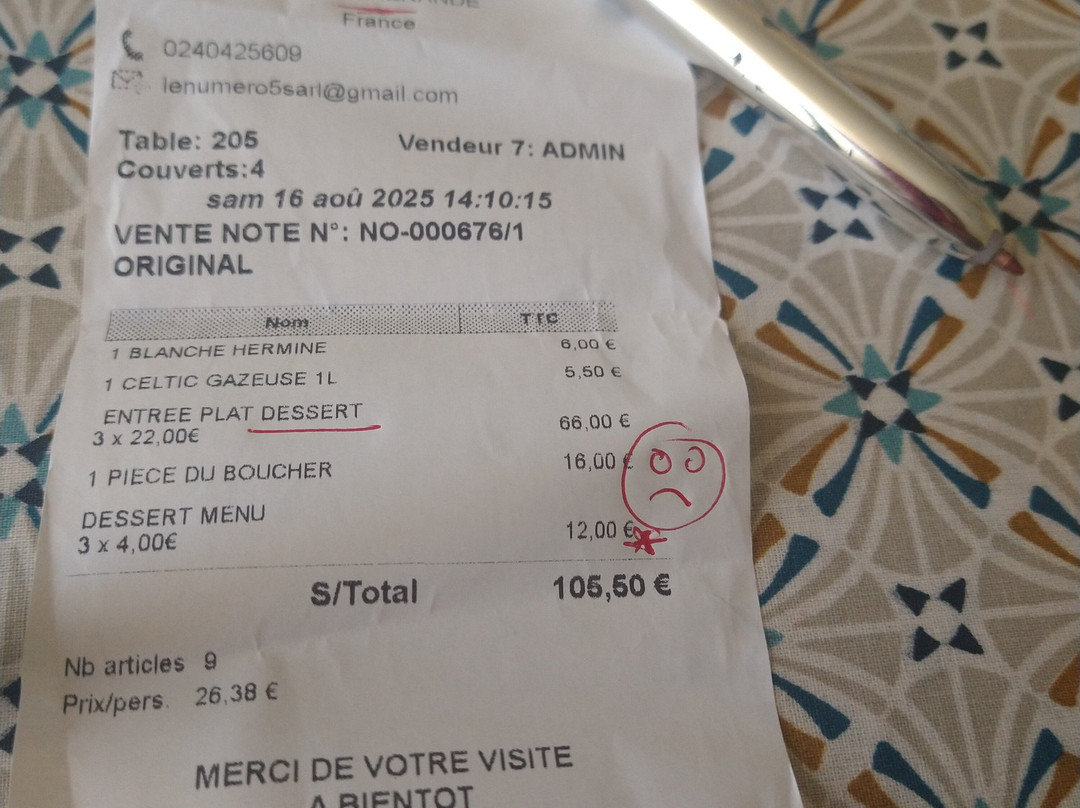 France
0240425609
lenumero5sarl@gmail.com
Table: 205 Vendeur 7: ADMIN
Couverts:4
sam 16 aoû 2025 14:10:15
VENTE NOTE N°: NO-000676/1
ORIGINAL
Nom TTC
1 BLANCHE HERMINE 6,00 €
1 CELTIC GAZEUSE 1L 5,50 €
ENTREE PLAT DESSERT 66,00 €
3 x 22,00€
1 PIECE DU BOUCHER 16,00 €
DESSERT MENU 12,00 €
3 x 4,00€
S/Total 105,50 €
Nb articles 9
Prix/pers. 26,38 €
MERCI DE VOTRE VISITE
A BIENTOT